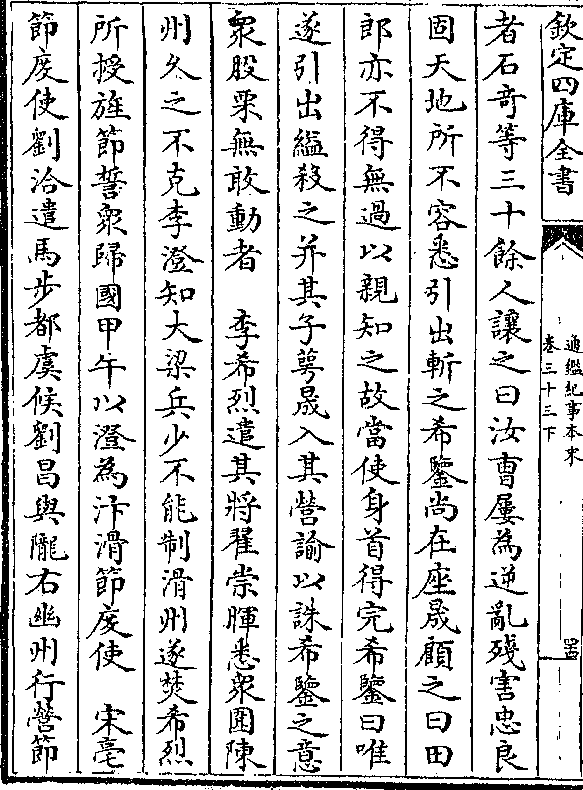 欽定四庫全書
通鑑紀事本末
卷三十三下
者石奇等三十餘人讓之曰汝曹屢為逆亂殘害忠良
固天地所不容悉引出斬之希鑒尚在座晟顧之曰田
郎亦不得無過以親知之故當使身首得完希鑒曰唯
遂引出縊殺之并其子萼晟入其營諭以誅希鑒之意
衆股栗無敢動者　李希烈遣其將翟崇暉悉衆圍陳
州久之不克李澄知大梁兵少不能制滑州遂焚希烈
所授旌節誓衆歸國甲午以澄為汴滑節度使　宋亳
節度使劉洽遣馬步都虞候劉昌與隴右幽州行營節